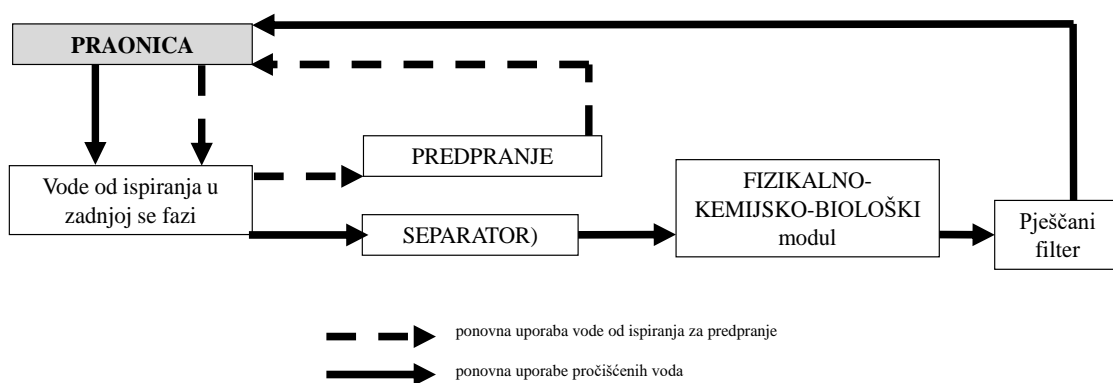 PRAONICA
Vode od ispiranja u
zadnjoj se fazi
PREDPRANJE
SEPARATOR)
FIZIKALNO-
KEMIJSKO-BIOLOŠKI
modul
Pješčani
filter
ponovna uporaba vode od ispiranja za predpranje
ponovna uporabe pročišćenih voda